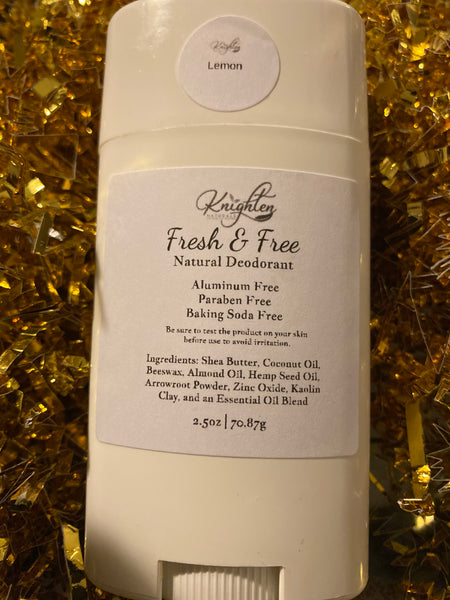 Knighten
Lemon
Knighten
NATURALS
Fresh & Free
Natural Deodorant
Aluminum Free
Paraben Free
Baking Soda Free
Be sure to test the product on your skin
before use to avoid irritation.
Ingredients: Shea Butter, Coconut Oil,
Beeswax, Almond Oil, Hemp Seed Oil,
Arrowroot Powder, Zinc Oxide, Kaolin
Clay, and an Essential Oil Blend
2.5oz | 70.87g